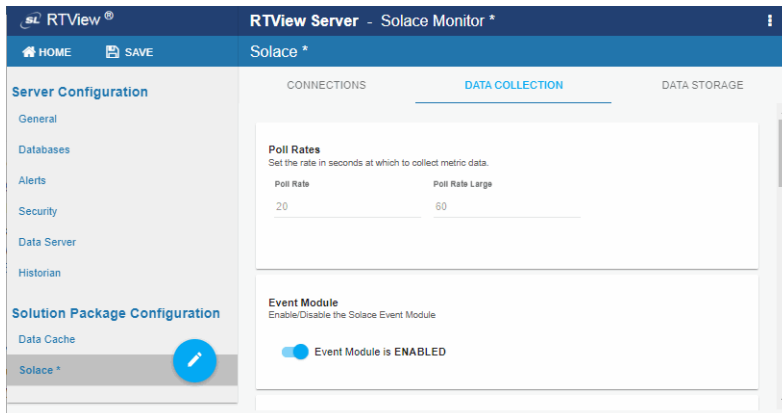 SL RTView ®
RTView Server - Solace Monitor *
HOME
SAVE
Solace *
Server Configuration
General
Databases
Alerts
Security
Data Server
Historian
Solution Package Configuration
Data Cache
Solace *
CONNECTIONS
DATA COLLECTION
DATA STORAGE
Poll Rates
Set the rate in seconds at which to collect metric data.
Poll Rate
Poll Rate Large
20
60
Event Module
Enable/Disable the Solace Event Module
Event Module is ENABLED